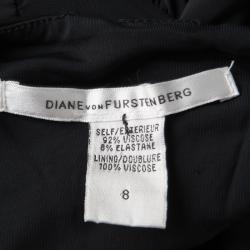 DIANE VON FURSTENBERG
SELF/EXTERIEUR
92% VISCOSE
8% ELASTANE
LINING/DOUBLURE
100% VISCOSE
8